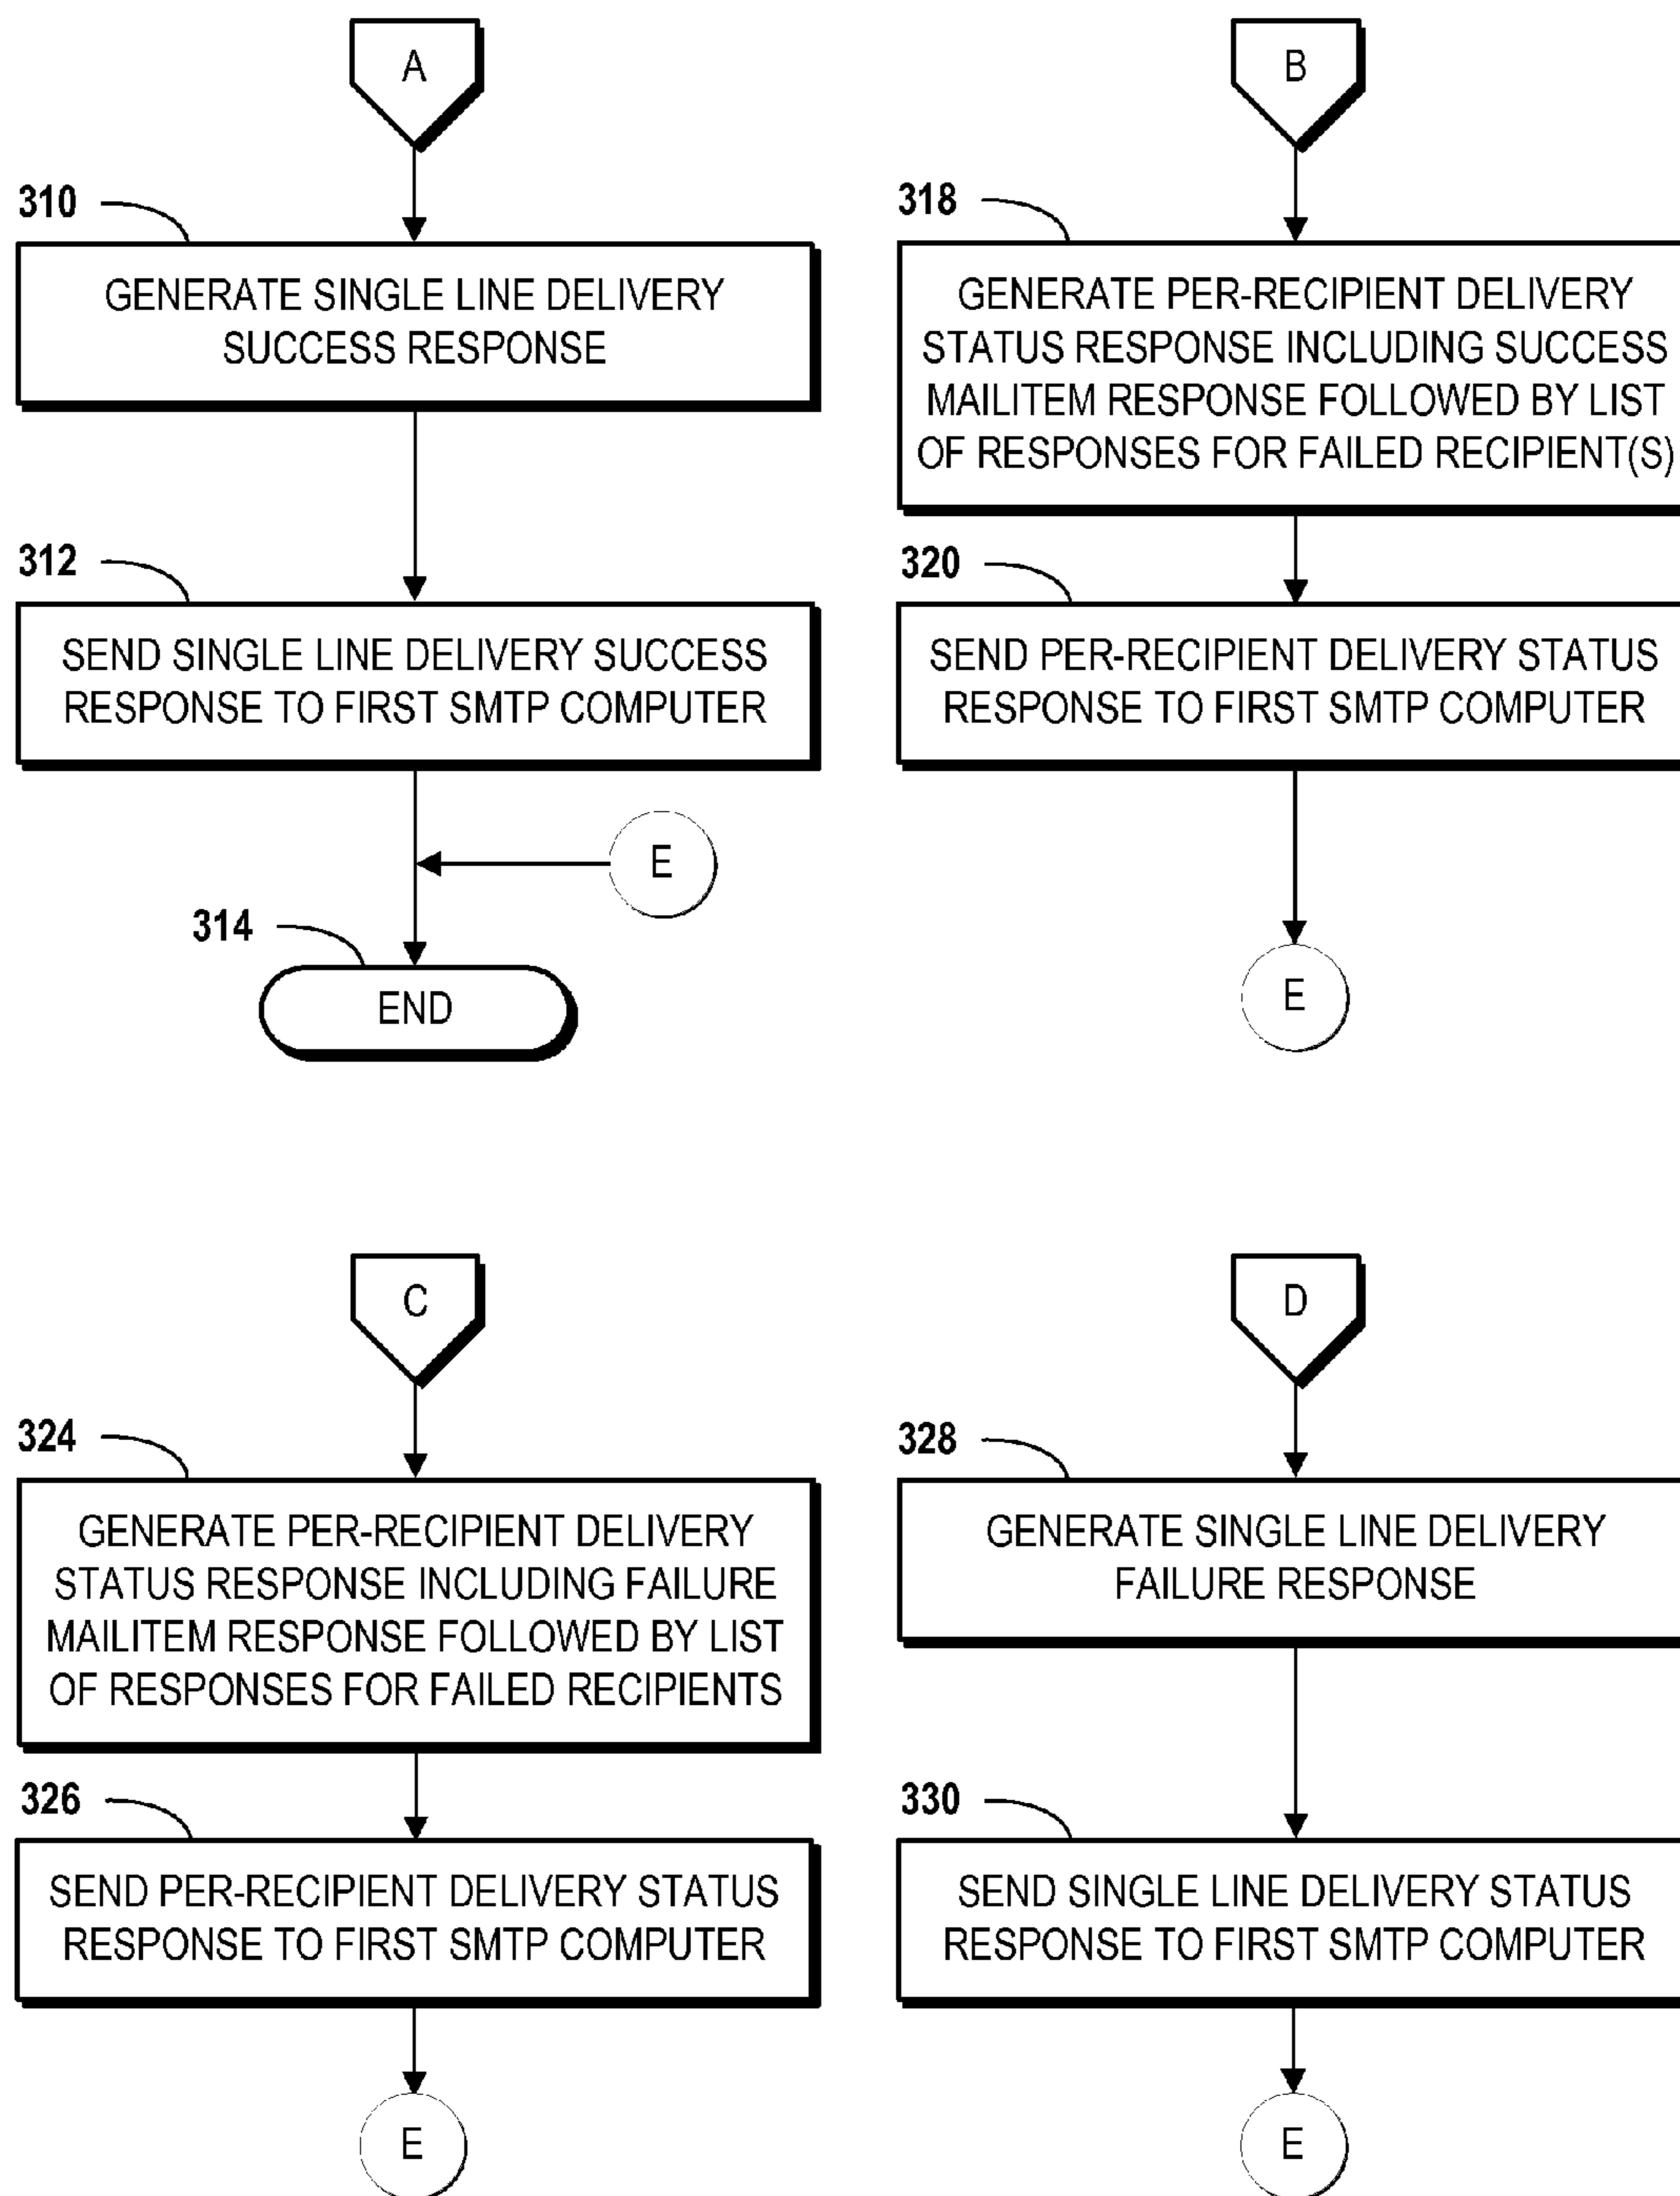 A
310
GENERATE SINGLE LINE DELIVERY
SUCCESS RESPONSE
312
SEND SINGLE LINE DELIVERY SUCCESS
RESPONSE TO FIRST SMTP COMPUTER
E
314
END
B
318
GENERATE PER-RECIPIENT DELIVERY
STATUS RESPONSE INCLUDING SUCCESS
MAILITEM RESPONSE FOLLOWED BY LIST
OF RESPONSES FOR FAILED RECIPIENT(S)
320
SEND PER-RECIPIENT DELIVERY STATUS
RESPONSE TO FIRST SMTP COMPUTER
E
C
324
GENERATE PER-RECIPIENT DELIVERY
STATUS RESPONSE INCLUDING FAILURE
MAILITEM RESPONSE FOLLOWED BY LIST
OF RESPONSES FOR FAILED RECIPIENTS
326
SEND PER-RECIPIENT DELIVERY STATUS
RESPONSE TO FIRST SMTP COMPUTER
E
D
328
GENERATE SINGLE LINE DELIVERY
FAILURE RESPONSE
330
SEND SINGLE LINE DELIVERY STATUS
RESPONSE TO FIRST SMTP COMPUTER
E